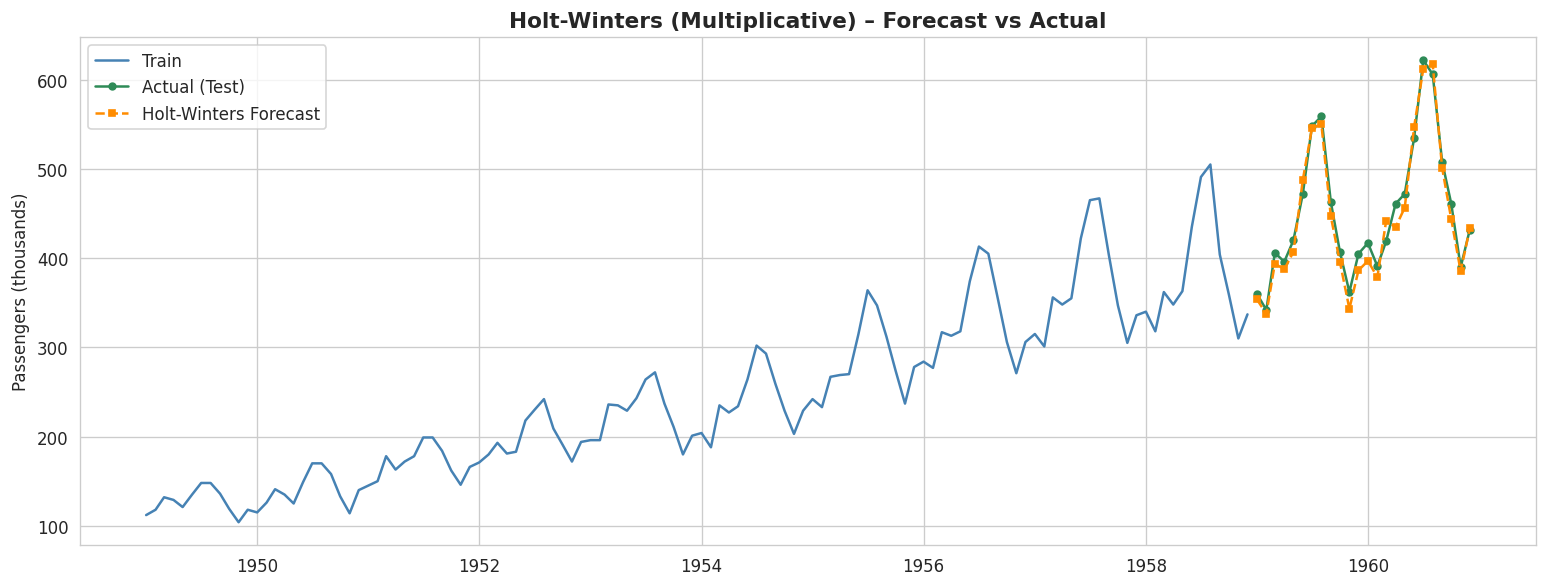 Holt-Winters (Multiplicative) – Forecast vs Actual
Train
Actual (Test)
Holt-Winters Forecast
Passengers (thousands)
600
500
400
300
200
100
1950
1952
1954
1956
1958
1960